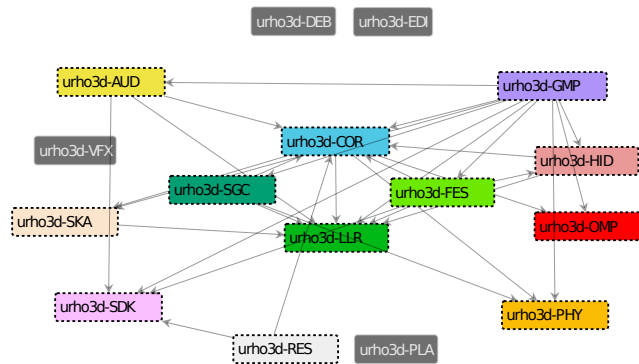 urho3d-DEB
urho3d-EDI
urho3d-AUD
urho3d-GMP
urho3d-COR
urho3d-VFX
urho3d-HID
urho3d-SGC
urho3d-FES
urho3d-SKA
urho3d-OMP
urho3d-LLR
urho3d-SDK
urho3d-PHY
urho3d-RES
urho3d-PLA